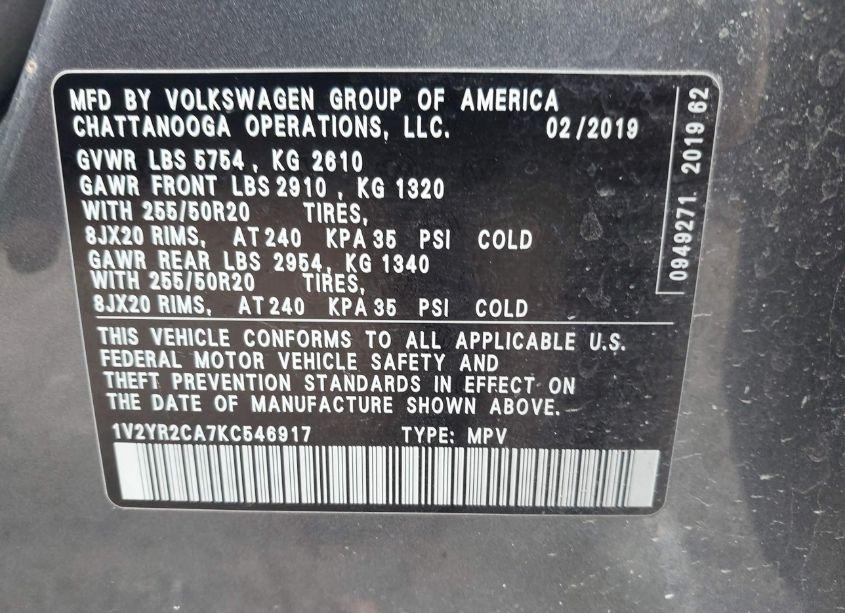 MFD BY VOLKSWAGEN GROUP OF AMERICA
CHATTANOOGA OPERATIONS, LLC. 02/2019
GVWR LBS 5754, KG 2610
GAWR FRONT LBS 2910, KG 1320
WITH 255/50R20 TIRES,
8JX20 RIMS, AT 240 KPA 35 PSI COLD
GAWR REAR LBS 2954, KG 1340
WITH 255/50R20 TIRES,
8JX20 RIMS, AT 240 KPA 35 PSI COLD
THIS VEHICLE CONFORMS TO ALL APPLICABLE U.S.
FEDERAL MOTOR VEHICLE SAFETY AND
THEFT PREVENTION STANDARDS IN EFFECT ON
THE DATE OF MANUFACTURE SHOWN ABOVE.
1V2YR2CA7KC546917 TYPE: MPV
0949271 2019 62